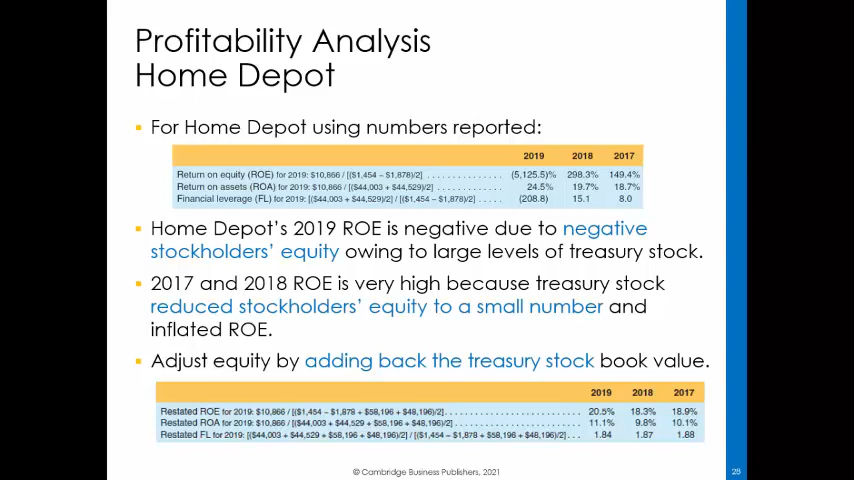 Profitability Analysis
Home Depot
▪ For Home Depot using numbers reported:
2019 2018 2017
Return on equity (ROE) for 2019: $10,866 / [($1,454 – $1,878)/2] . . . . . . . . . . . . . . . (5,125.5)% 298.3% 149.4%
Return on assets (ROA) for 2019: $10,866 / [($44,003 + $44,529)/2] . . . . . . . . . . . . . 24.5% 19.7% 18.7%
Financial leverage (FL) for 2019: [($44,003 + $44,529)/2] / [($1,454 – $1,878)/2] . . . . . (208.8) 15.1 8.0
▪ Home Depot's 2019 ROE is negative due to negative
stockholders' equity owing to large levels of treasury stock.
▪ 2017 and 2018 ROE is very high because treasury stock
reduced stockholders' equity to a small number and
inflated ROE.
▪ Adjust equity by adding back the treasury stock book value.
2019 2018 2017
Restated ROE for 2019: $10,866 / [($1,454 – $1,878 + $58,196 + $48,196)/2] . . . . . . . . . . . . . . . . . . . . . . . . . 20.5% 18.3% 18.9%
Restated ROA for 2019: $10,866 / [($44,003 + $44,529 + $58,196 + $48,196)/2] . . . . . . . . . . . . . . . . . . . . . . 11.1% 9.8% 10.1%
Restated FL for 2019: [($44,003 + $44,529 + $58,196 + $48,196)/2] / [($1,454 – $1,878 + $58,196 + $48,196)/2] . . . 1.84 1.87 1.88
© Cambridge Business Publishers, 2021
28